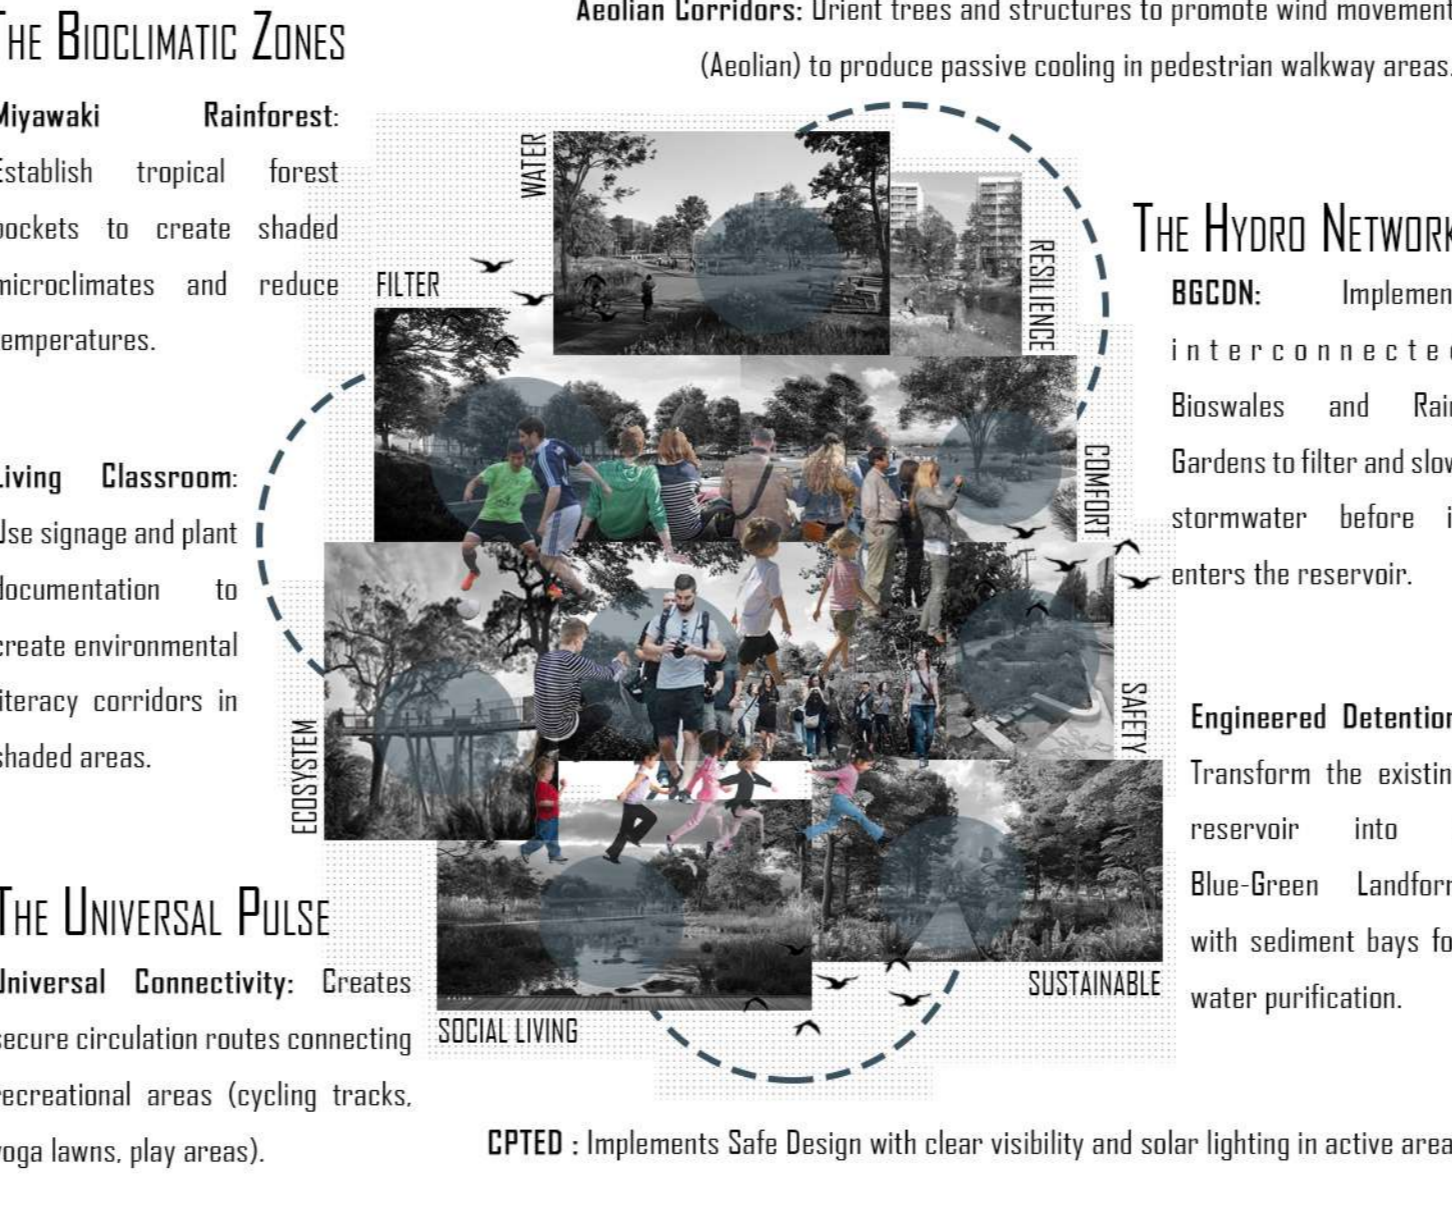 THE BIOCLIMATIC ZONES
Miyawaki Rainforest:
Establish tropical forest
pockets to create shaded
microclimates and reduce
temperatures.
Living Classroom:
Use signage and plant
documentation to
create environmental
literacy corridors in
shaded areas.
THE UNIVERSAL PULSE
Universal Connectivity: Creates
secure circulation routes connecting
recreational areas (cycling tracks,
yoga lawns, play areas).
Aeolian Corridors: Orient trees and structures to promote wind movement
(Aeolian) to produce passive cooling in pedestrian walkway areas.
WATER
RESILIENCE
FILTER
COMFORT
ECOSYSTEM
SAFETY
SOCIAL LIVING
SUSTAINABLE
THE HYDRO NETWORK
BGCDN: Implemen
interconnecte
Bioswales and Rain
Gardens to filter and slow
stormwater before i
enters the reservoir.
Engineered Detention
Transform the existin
reservoir into
Blue-Green Landform
with sediment bays fo
water purification.
CPTED : Implements Safe Design with clear visibility and solar lighting in active area